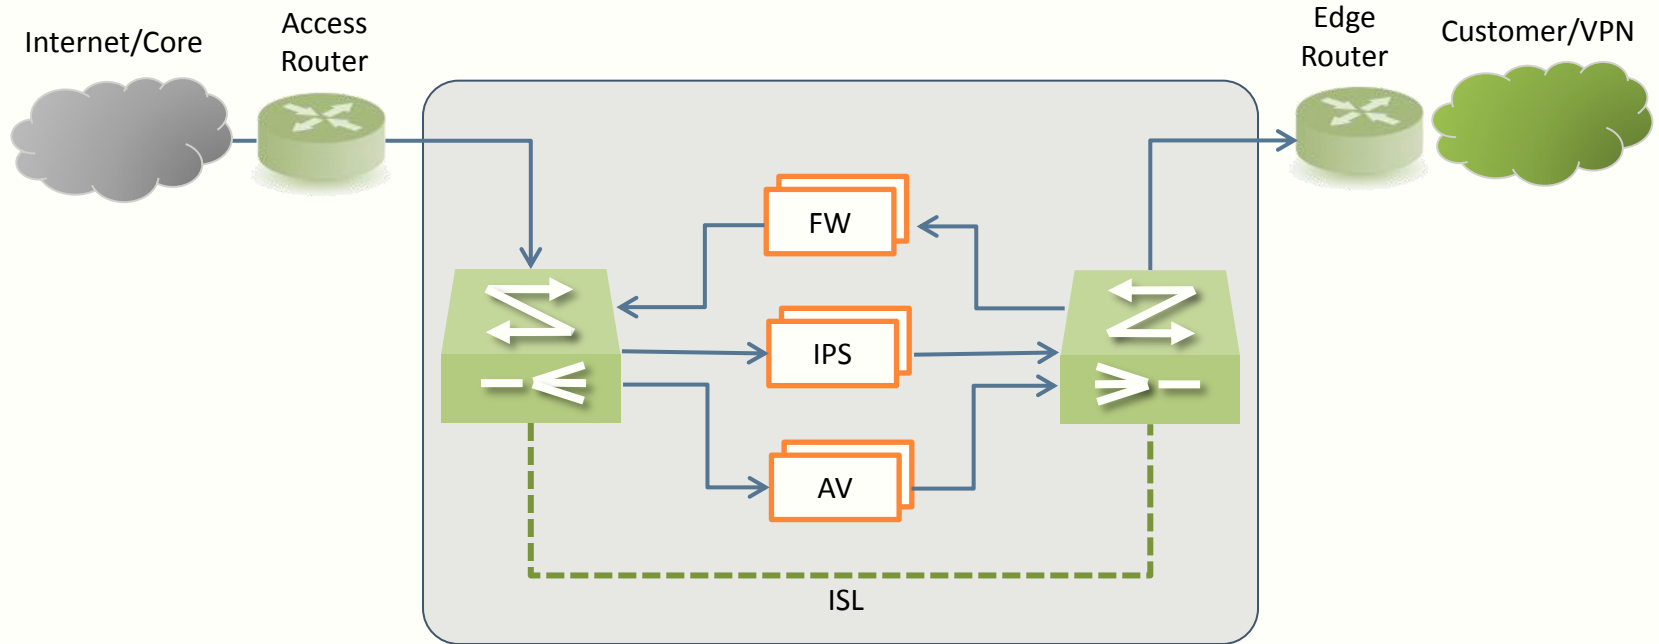 Internet/Core
Access
Router
Edge
Router
Customer/VPN
FW
IPS
AV
ISL